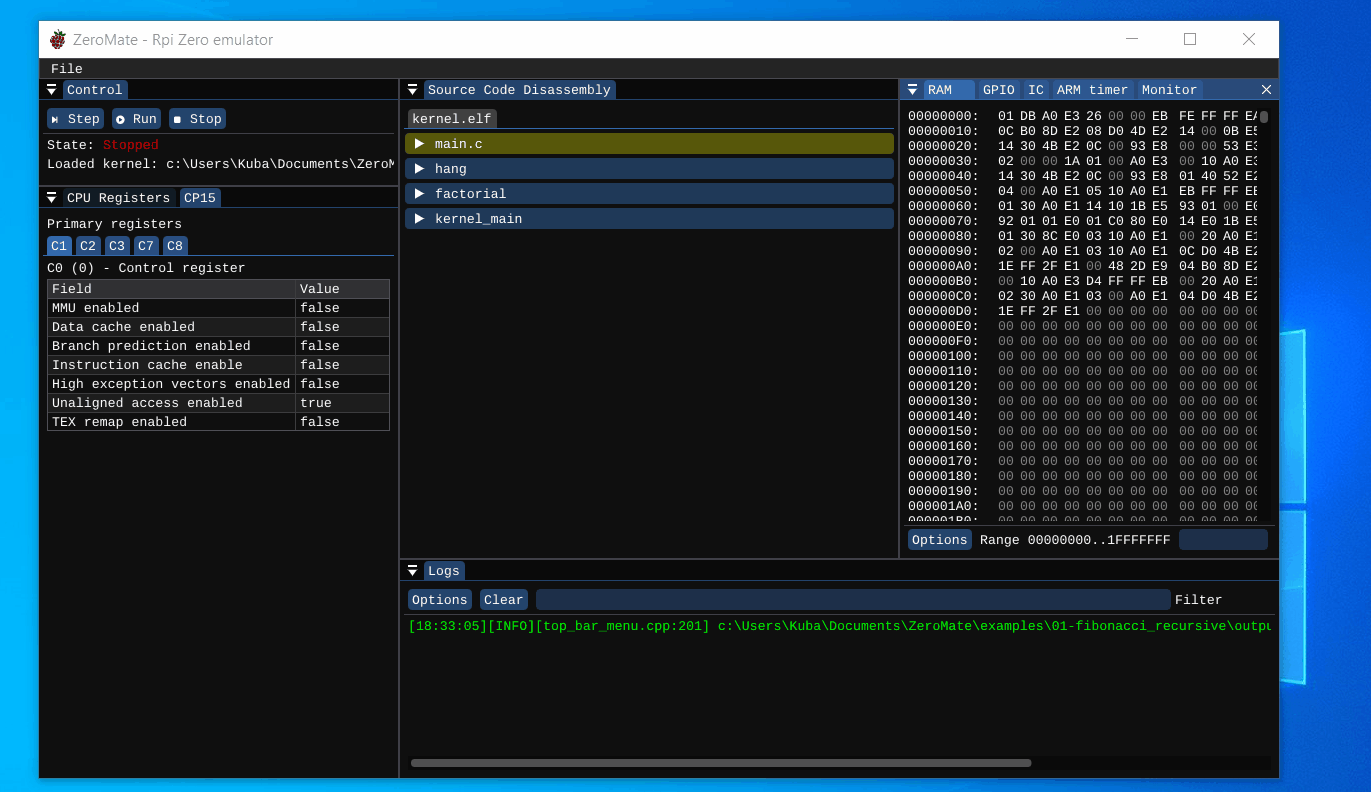 ZeroMate - Rpi Zero emulator
File
Control
Step Run Stop
State: Stopped
Loaded kernel: c:\Users\Kuba\Documents\ZeroM
CPU Registers CP15
Primary registers
C1 C2 C3 C7 C8
C0 (0) - Control register
Field Value
MMU enabled false
Data cache enabled false
Branch prediction enabled false
Instruction cache enable false
High exception vectors enabled false
Unaligned access enabled true
TEX remap enabled false
Source Code Disassembly
kernel.elf
main.c
hang
factorial
kernel_main
RAM GPIO IC ARM timer Monitor
00000000: 01 DB A0 E3 26 00 00 EB FE FF FF EA
00000010: 0C B0 8D E2 08 D0 4D E2 14 00 0B E5
00000020: 14 30 4B E2 0C 00 93 E8 00 00 53 E3
00000030: 02 00 00 1A 01 00 A0 E3 00 10 A0 E3
00000040: 14 30 4B E2 0C 00 93 E8 01 40 52 E2
00000050: 04 00 A0 E1 05 10 A0 E1 EB FF FF EB
00000060: 01 30 A0 E1 14 10 1B E5 93 01 00 E0
00000070: 92 01 01 E0 01 C0 80 E0 14 E0 1B E5
00000080: 01 30 8C E0 03 10 A0 E1 00 20 A0 E1
00000090: 02 00 A0 E1 03 10 A0 E1 0C D0 4B E2
000000A0: 1E FF 2F E1 00 48 2D E9 04 B0 8D E2
000000B0: 00 10 A0 E3 D4 FF FF EB 00 20 A0 E1
000000C0: 02 30 A0 E1 03 00 A0 E1 04 D0 4B E2
000000D0: 1E FF 2F E1 00 00 00 00 00 00 00 00
000000E0: 00 00 00 00 00 00 00 00 00 00 00 00
000000F0: 00 00 00 00 00 00 00 00 00 00 00 00
00000100: 00 00 00 00 00 00 00 00 00 00 00 00
00000110: 00 00 00 00 00 00 00 00 00 00 00 00
00000120: 00 00 00 00 00 00 00 00 00 00 00 00
00000130: 00 00 00 00 00 00 00 00 00 00 00 00
00000140: 00 00 00 00 00 00 00 00 00 00 00 00
00000150: 00 00 00 00 00 00 00 00 00 00 00 00
00000160: 00 00 00 00 00 00 00 00 00 00 00 00
00000170: 00 00 00 00 00 00 00 00 00 00 00 00
00000180: 00 00 00 00 00 00 00 00 00 00 00 00
00000190: 00 00 00 00 00 00 00 00 00 00 00 00
000001A0: 00 00 00 00 00 00 00 00 00 00 00 00
000001B0: 00 00 00 00 00 00 00 00 00 00 00 00
Options Range 00000000..1FFFFFFF
Logs
Options Clear Filter
[18:33:05][INFO][top_bar_menu.cpp:201] c:\Users\Kuba\Documents\ZeroMate\examples\01-fibonacci_recursive\outpu